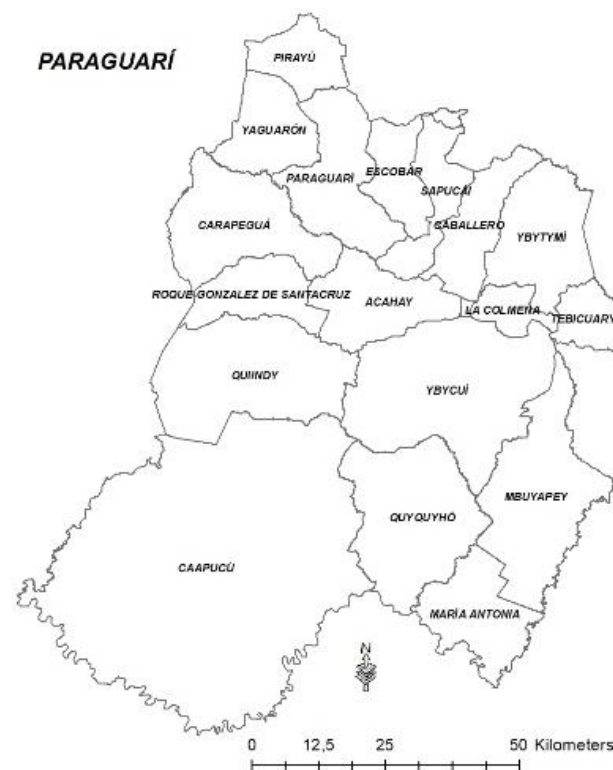 PARAGUARÍ
PIRAYÚ
YAGUARÓN
PARAGUARÍ
ESCOBAR
SAPUCÁI
CARAPEGUÁ
CABALLERO
YBYTYMÍ
ROQUE GONZALEZ DE SANTACRUZ
ACAHAY
LA COLMENA
TEBICUARY
QUIINDY
YBYCUÍ
MBUYAPEY
QUYQUYHÓ
CAAPUCÚ
MARÍA ANTONIA
N
0 12,5 25 50 Kilometers